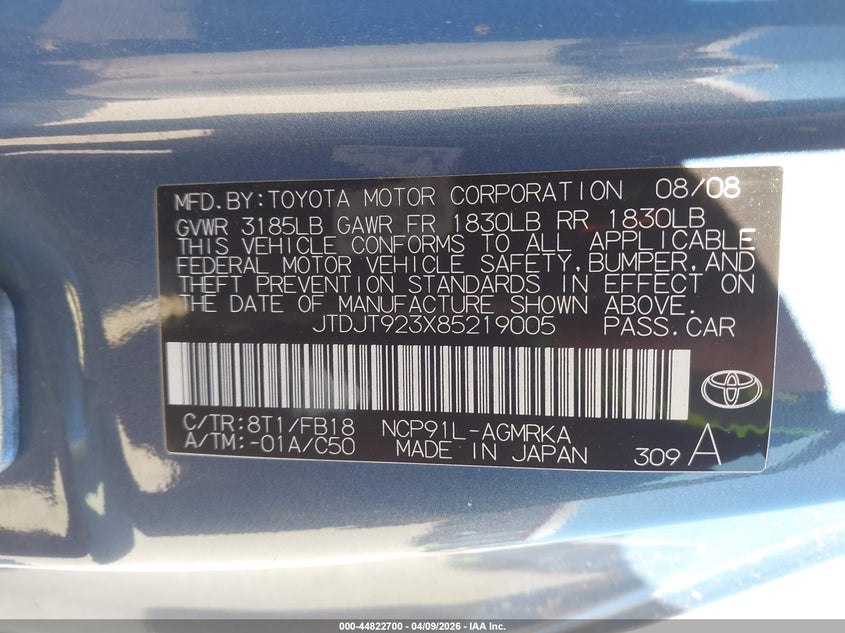 MFD.BY:TOYOTA MOTOR CORPORATION 08/08
GVWR 3185LB GAWR FR 1830LB RR 1830LB
THIS VEHICLE CONFORMS TO ALL APPLICABLE
FEDERAL MOTOR VEHICLE SAFETY,BUMPER,AND
THEFT PREVENTION STANDARDS IN EFFECT ON
THE DATE OF MANUFACTURE SHOWN ABOVE.
JTDJT923X85219005 PASS.CAR
C/TR:8T1/FB18 NCP91L-AGMRKA
A/TM:-01A/C50 MADE IN JAPAN 309 A
000-44822700 - 04/09/2026 - IAA Inc.